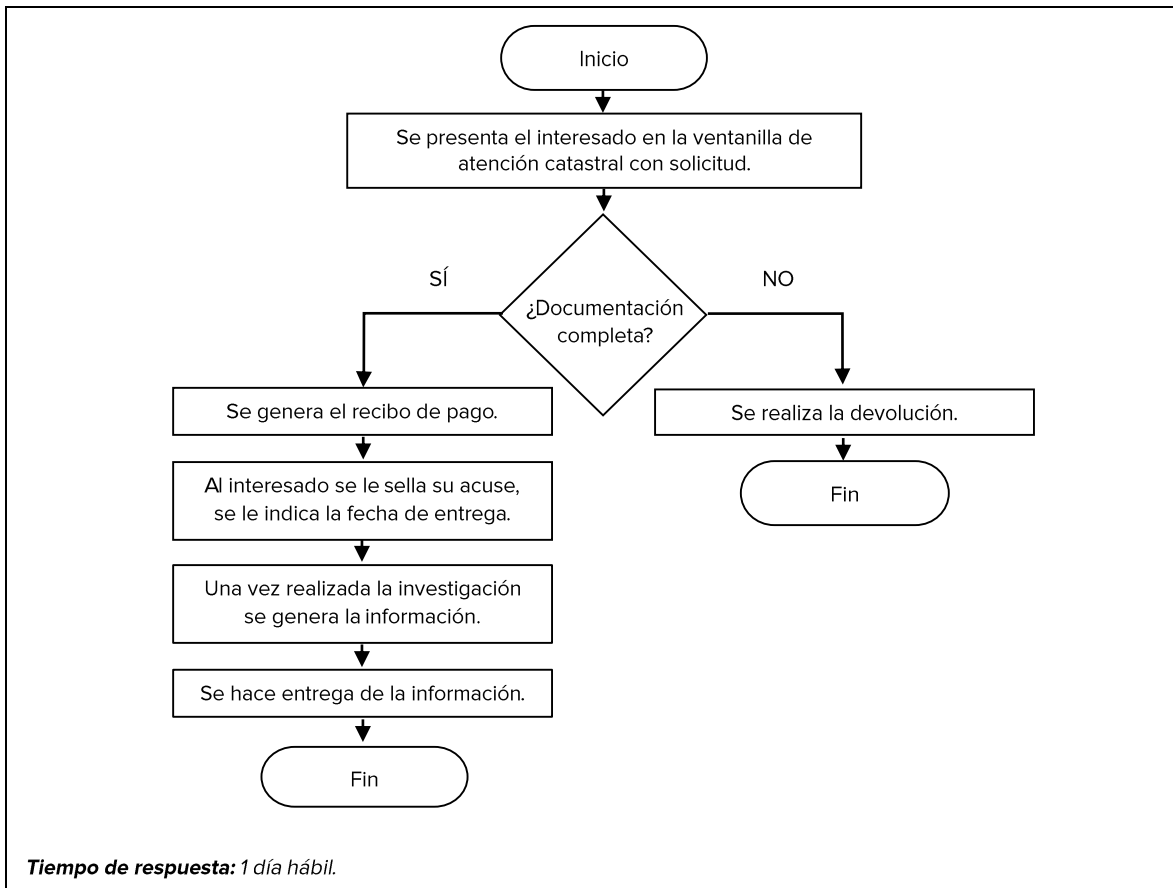 Inicio
Se presenta el interesado en la ventanilla de
atención catastral con solicitud.
SÍ
NO
¿Documentación
completa?
Se genera el recibo de pago.
Se realiza la devolución.
Al interesado se le sella su acuse,
se le indica la fecha de entrega.
Fin
Una vez realizada la investigación
se genera la información.
Se hace entrega de la información.
Fin
Tiempo de respuesta: 1 día hábil.